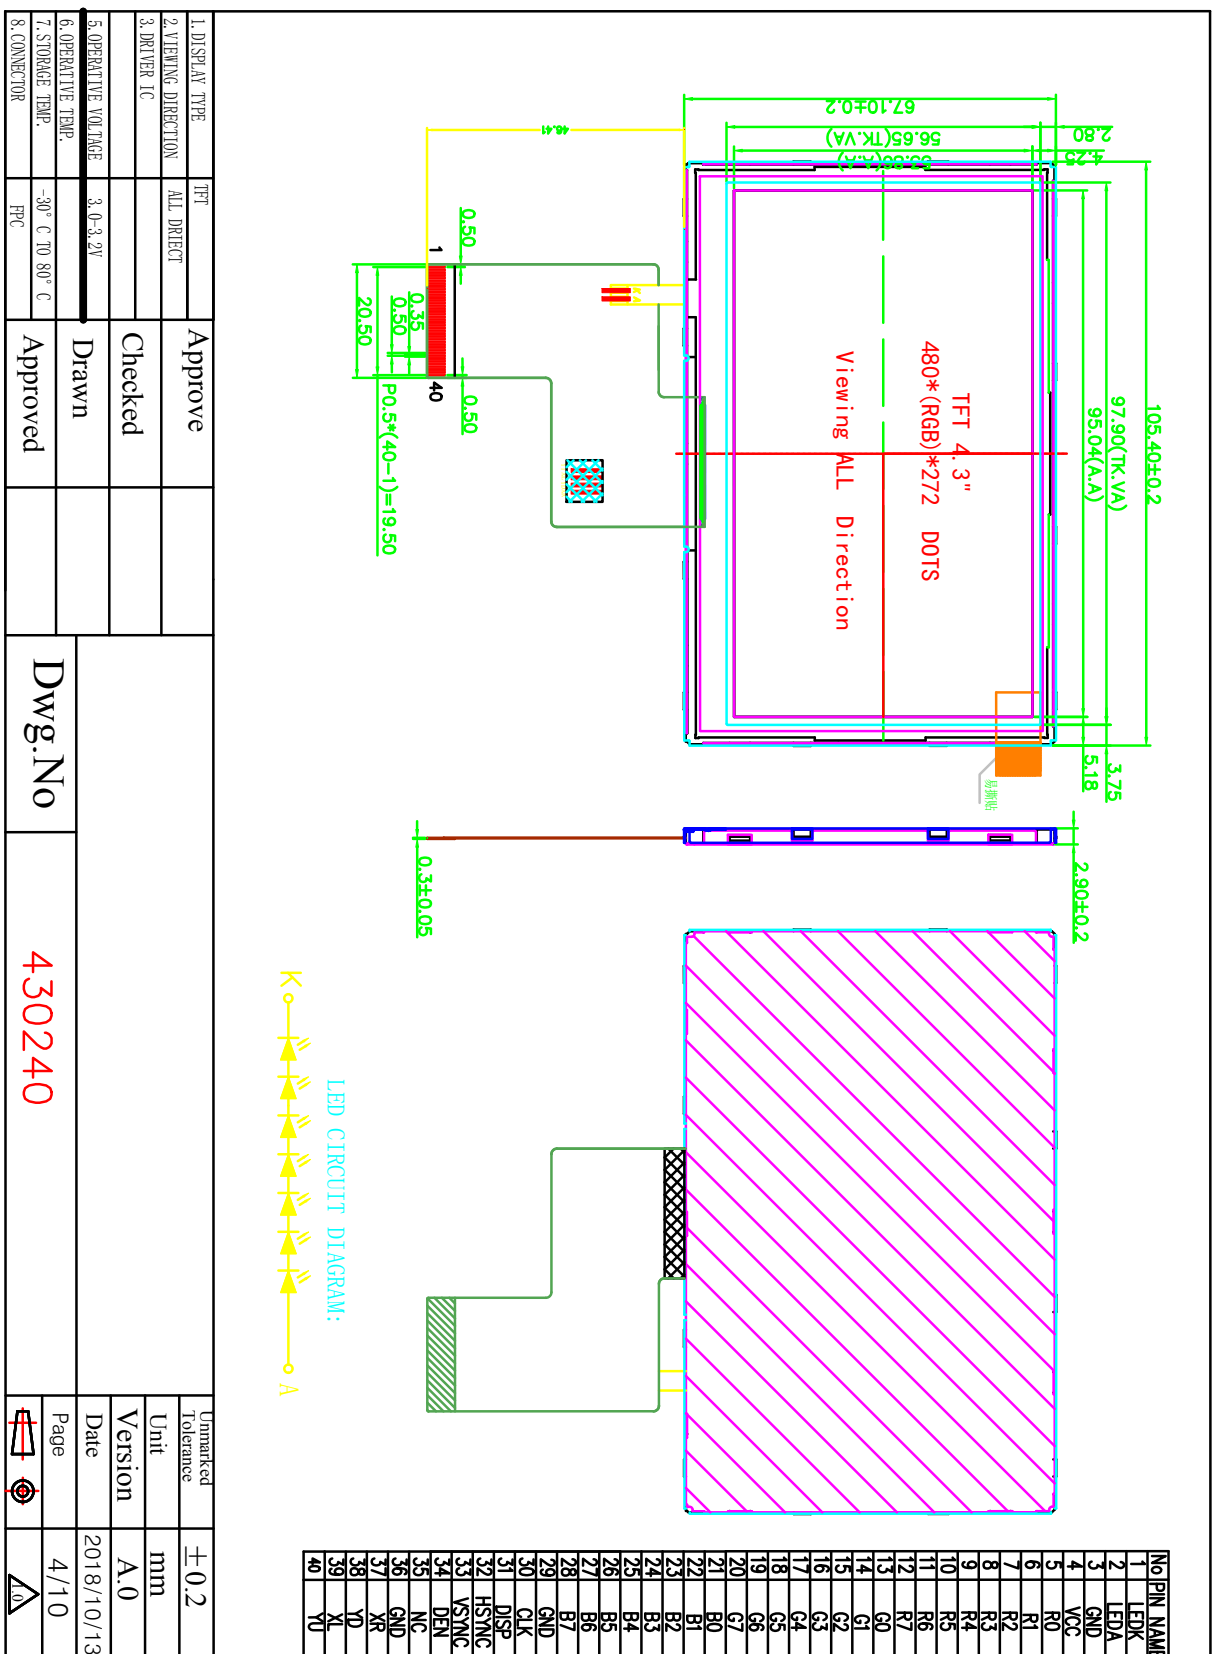 105.40±0.2
97.90(TK.VA)
95.04(A.A)
3.75
5.18
67.10±0.2
56.65(TK.VA)
2.80
4.25
46.41
TFT 4.3"
480*(RGB)*272 DOTS
Viewing ALL Direction
易撕贴
0.50
1
40
0.50
0.35
0.50
20.50
P0.5*(40-1)=19.50
2.90±0.2
0.3±0.05
LED CIRCUIT DIAGRAM:
K
A
No PIN NAME
1 LEDK
2 LEDA
3 GND
4 VCC
5 R0
6 R1
7 R2
8 R3
9 R4
10 R5
11 R6
12 R7
13 G0
14 G1
15 G2
16 G3
17 G4
18 G5
19 G6
20 G7
21 B0
22 B1
23 B2
24 B3
25 B4
26 B5
27 B6
28 B7
29 GND
30 CLK
31 DISP
32 HSYNC
33 VSYNC
34 DEN
35 NC
36 GND
37 XR
38 YD
39 XL
40 YU
1. DISPLAY TYPE TFT
2. VIEWING DIRECTION ALL DRIECT
3. DRIVER IC
5. OPERATIVE VOLTAGE 3.0-3.2V
6. OPERATIVE TEMP.
7. STORAGE TEMP. -30° C TO 80° C
8. CONNECTOR FPC
Approve
Checked
Drawn
Approved
Dwg.No
430240
Unmarked
Tolerance ±0.2
Unit mm
Version A.0
Date 2018/10/13
Page 4/10
1.0